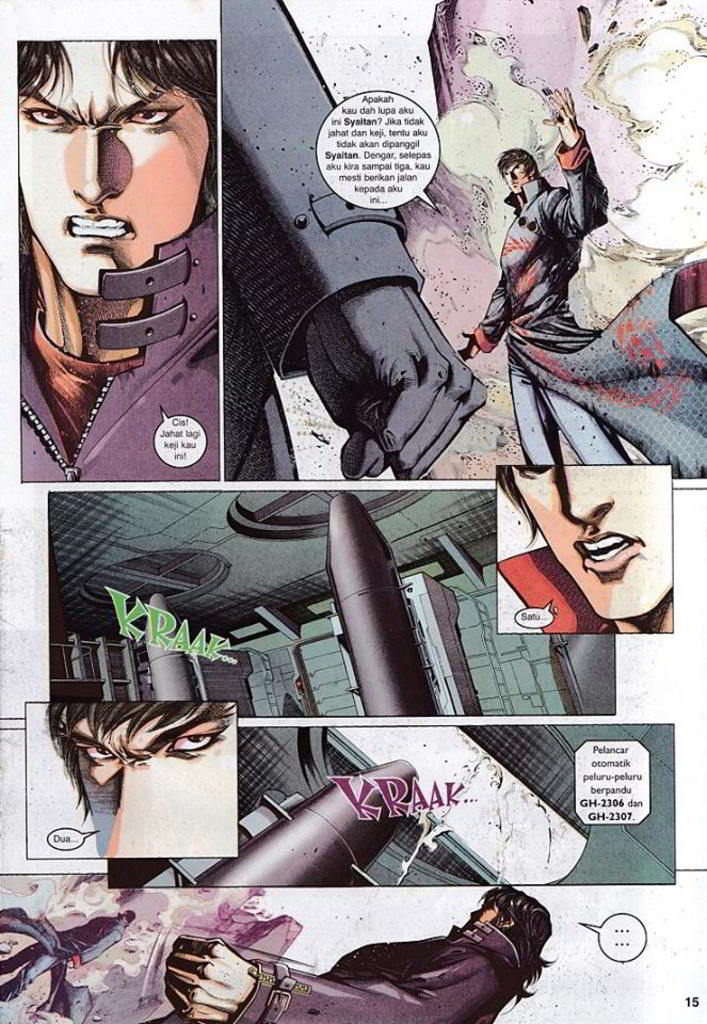 Cis!
Jahat lagi
keji kau
ini!
Apakah
kau dah lupa aku
ini Syaitan? Jika tidak
jahat dan keji, tentu aku
tidak akan dipanggil
Syaitan. Dengar, selepas
aku kira sampai tiga, kau
mesti berikan jalan
kepada aku
ini...
KRAAK...
Satu...
Dua...
KRAAK...
Pelancar
otomatik
peluru-peluru
berpandu
GH-2306 dan
GH-2307.
...
...
15